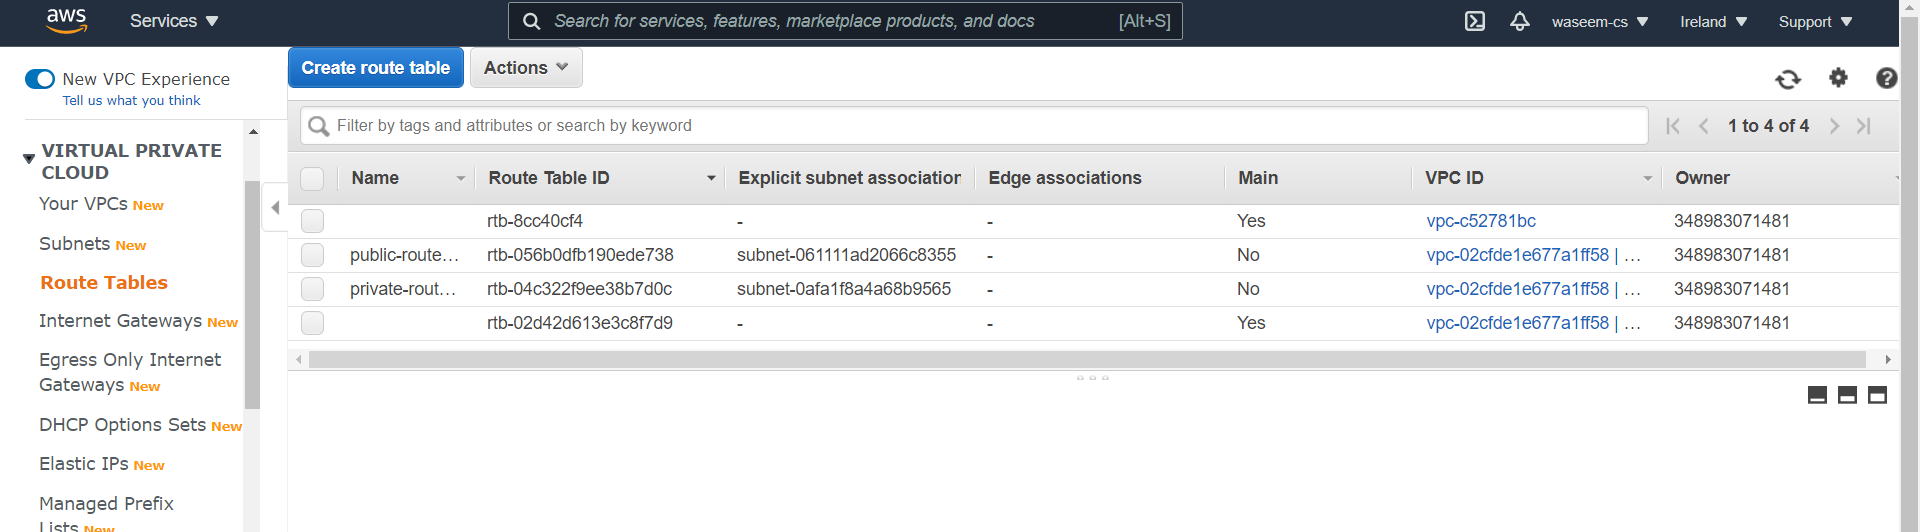 aws Services Search for services, features, marketplace products, and docs [Alt+S] waseem-cs Ireland Support
New VPC Experience
Tell us what you think
VIRTUAL PRIVATE
CLOUD
Your VPCs New
Subnets New
Route Tables
Internet Gateways New
Egress Only Internet
Gateways New
DHCP Options Sets New
Elastic IPs New
Managed Prefix
Lists New
Create route table Actions
Filter by tags and attributes or search by keyword 1 to 4 of 4
Name Route Table ID Explicit subnet association Edge associations Main VPC ID Owner
rtb-8cc40cf4 - - Yes vpc-c52781bc 348983071481
public-route… rtb-056b0dfb190ede738 subnet-061111ad2066c8355 - No vpc-02cfde1e677a1ff58 | … 348983071481
private-rout… rtb-04c322f9ee38b7d0c subnet-0afa1f8a4a68b9565 - No vpc-02cfde1e677a1ff58 | … 348983071481
rtb-02d42d613e3c8f7d9 - - Yes vpc-02cfde1e677a1ff58 | … 348983071481